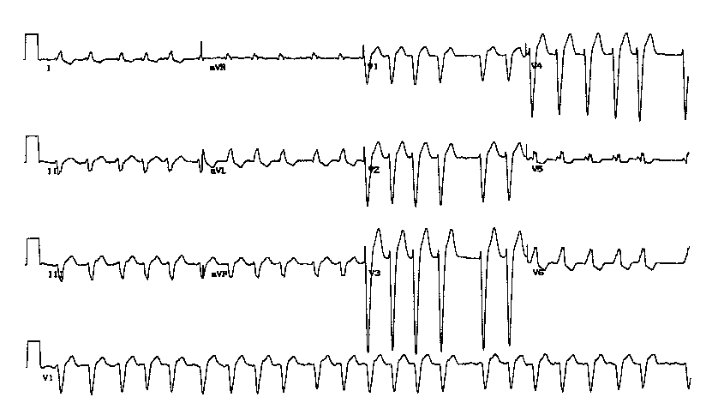 I aVR V1 V4
II aVL V2 V5
III aVF V3 V6
V1